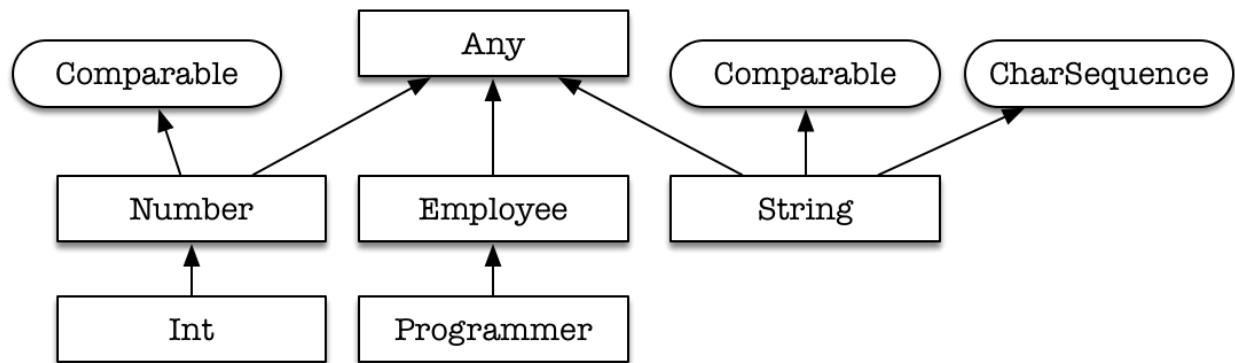 Any
Comparable
Comparable
CharSequence
Number
Employee
String
Int
Programmer